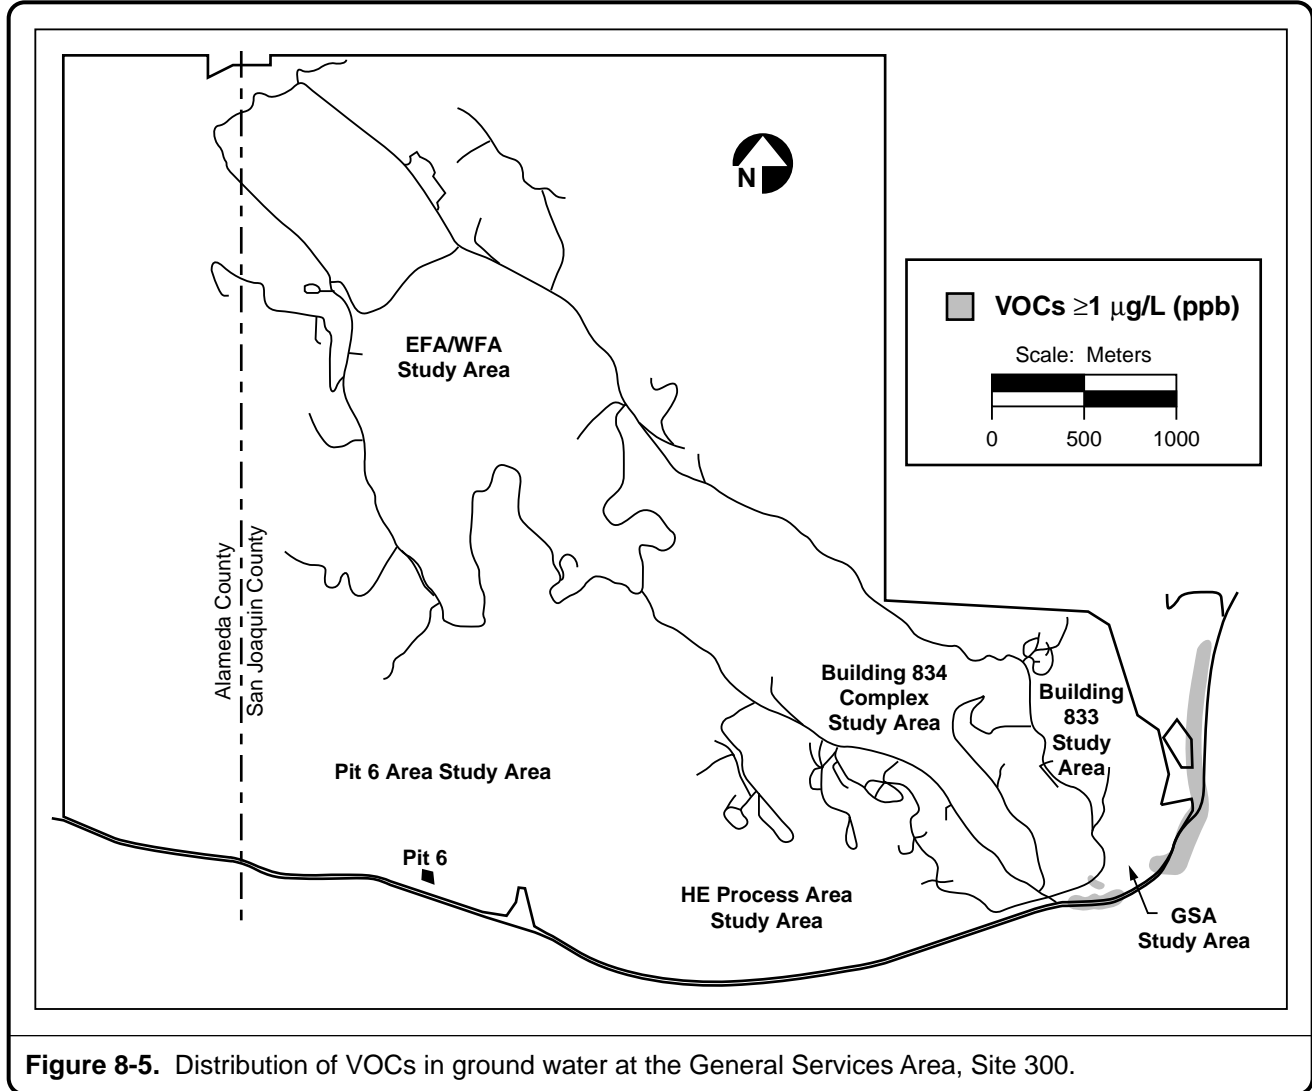 N
VOCs ≥1 μg/L (ppb)
Scale: Meters
0 500 1000
EFA/WFA
Study Area
Alameda County
San Joaquin County
Building 834
Complex
Study Area
Building
833
Study
Area
Pit 6 Area Study Area
Pit 6
HE Process Area
Study Area
GSA
Study Area
Figure 8-5. Distribution of VOCs in ground water at the General Services Area, Site 300.